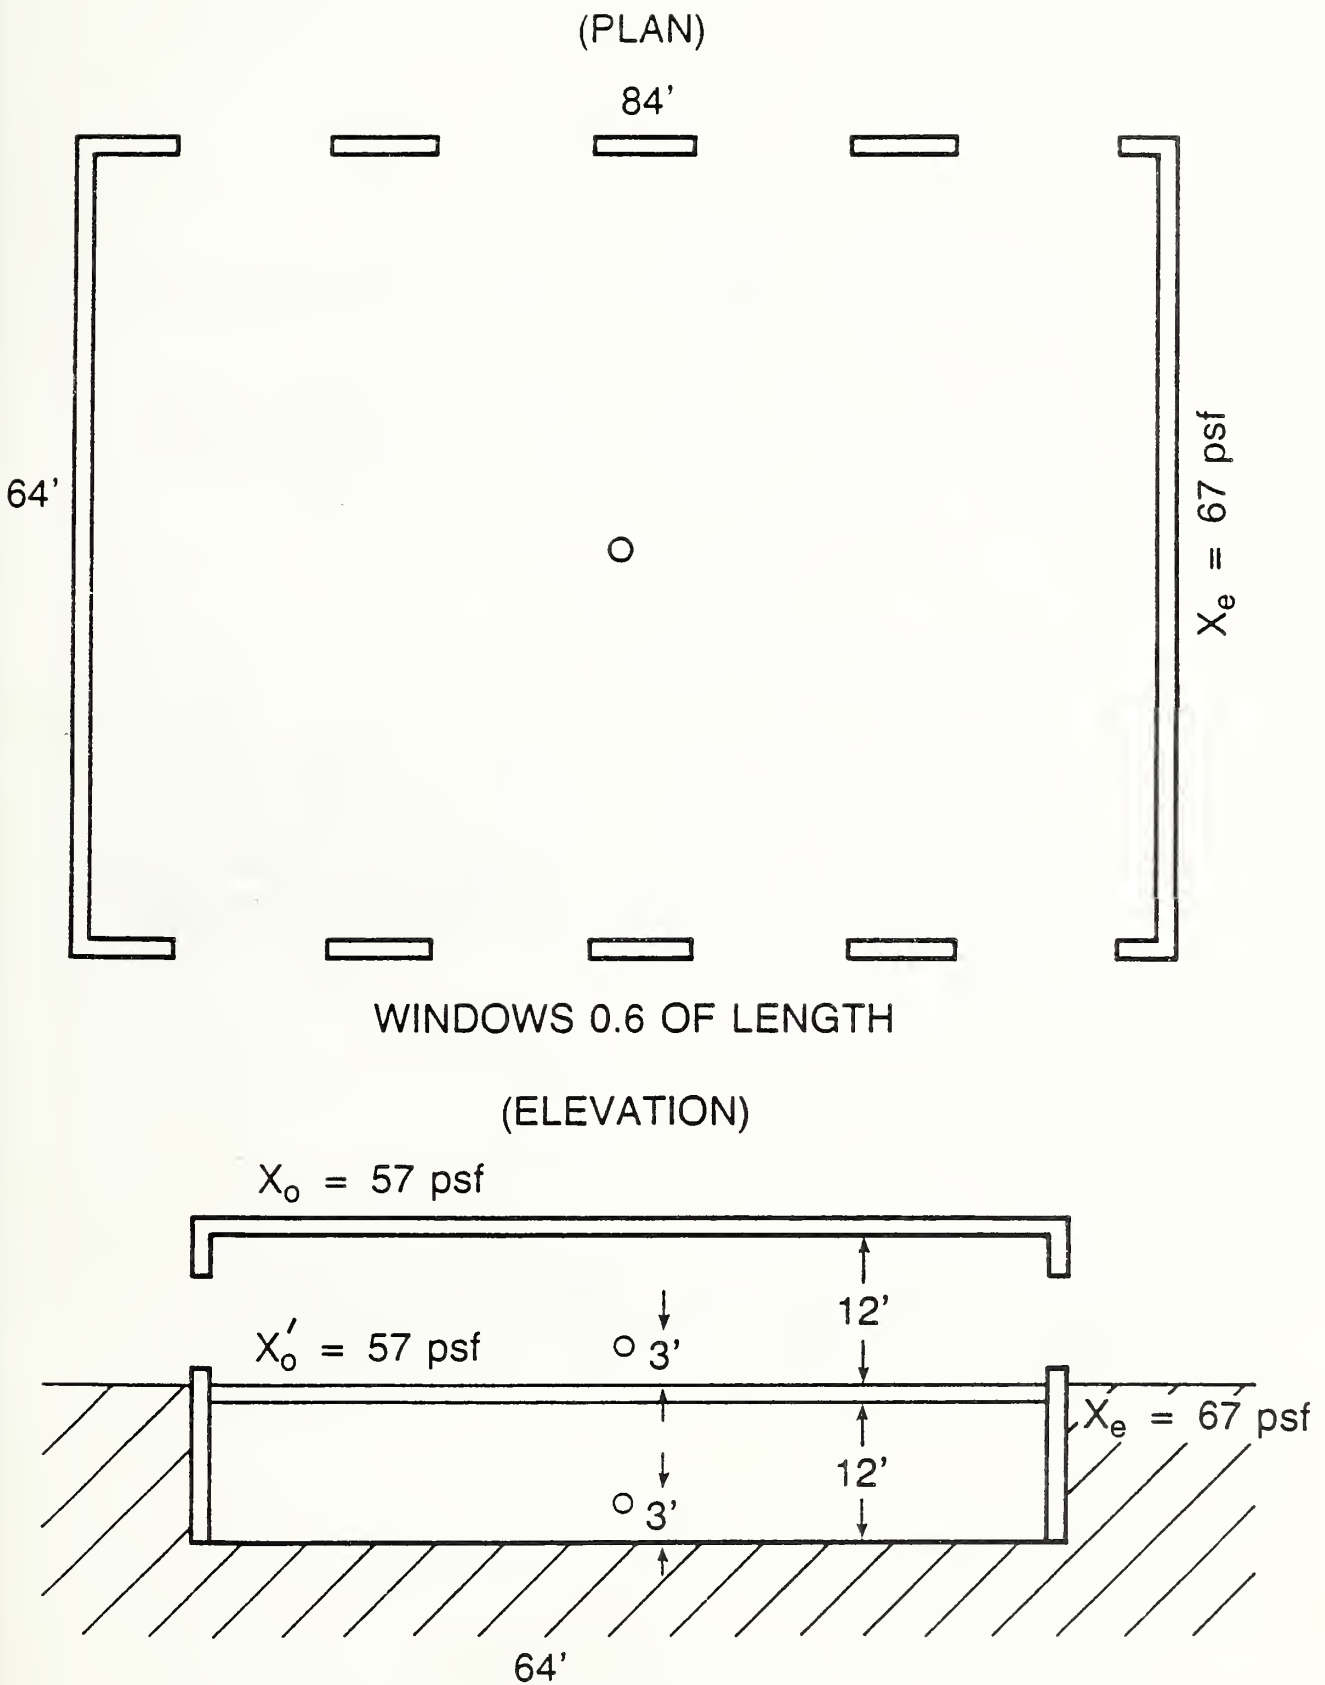 (PLAN)
84'
64'
Xe = 67 psf
WINDOWS 0.6 OF LENGTH
(ELEVATION)
Xo = 57 psf
12'
Xo' = 57 psf
3'
Xe = 67 psf
12'
3'
64'